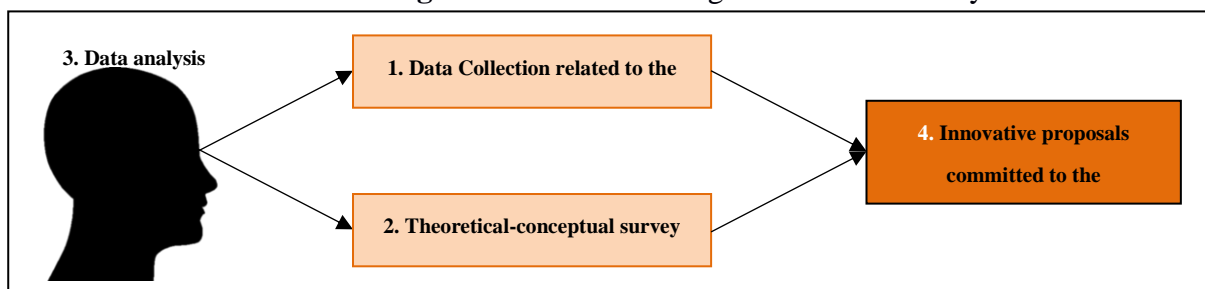 3. Data analysis
1. Data Collection related to the
2. Theoretical-conceptual survey
4. Innovative proposals
committed to the